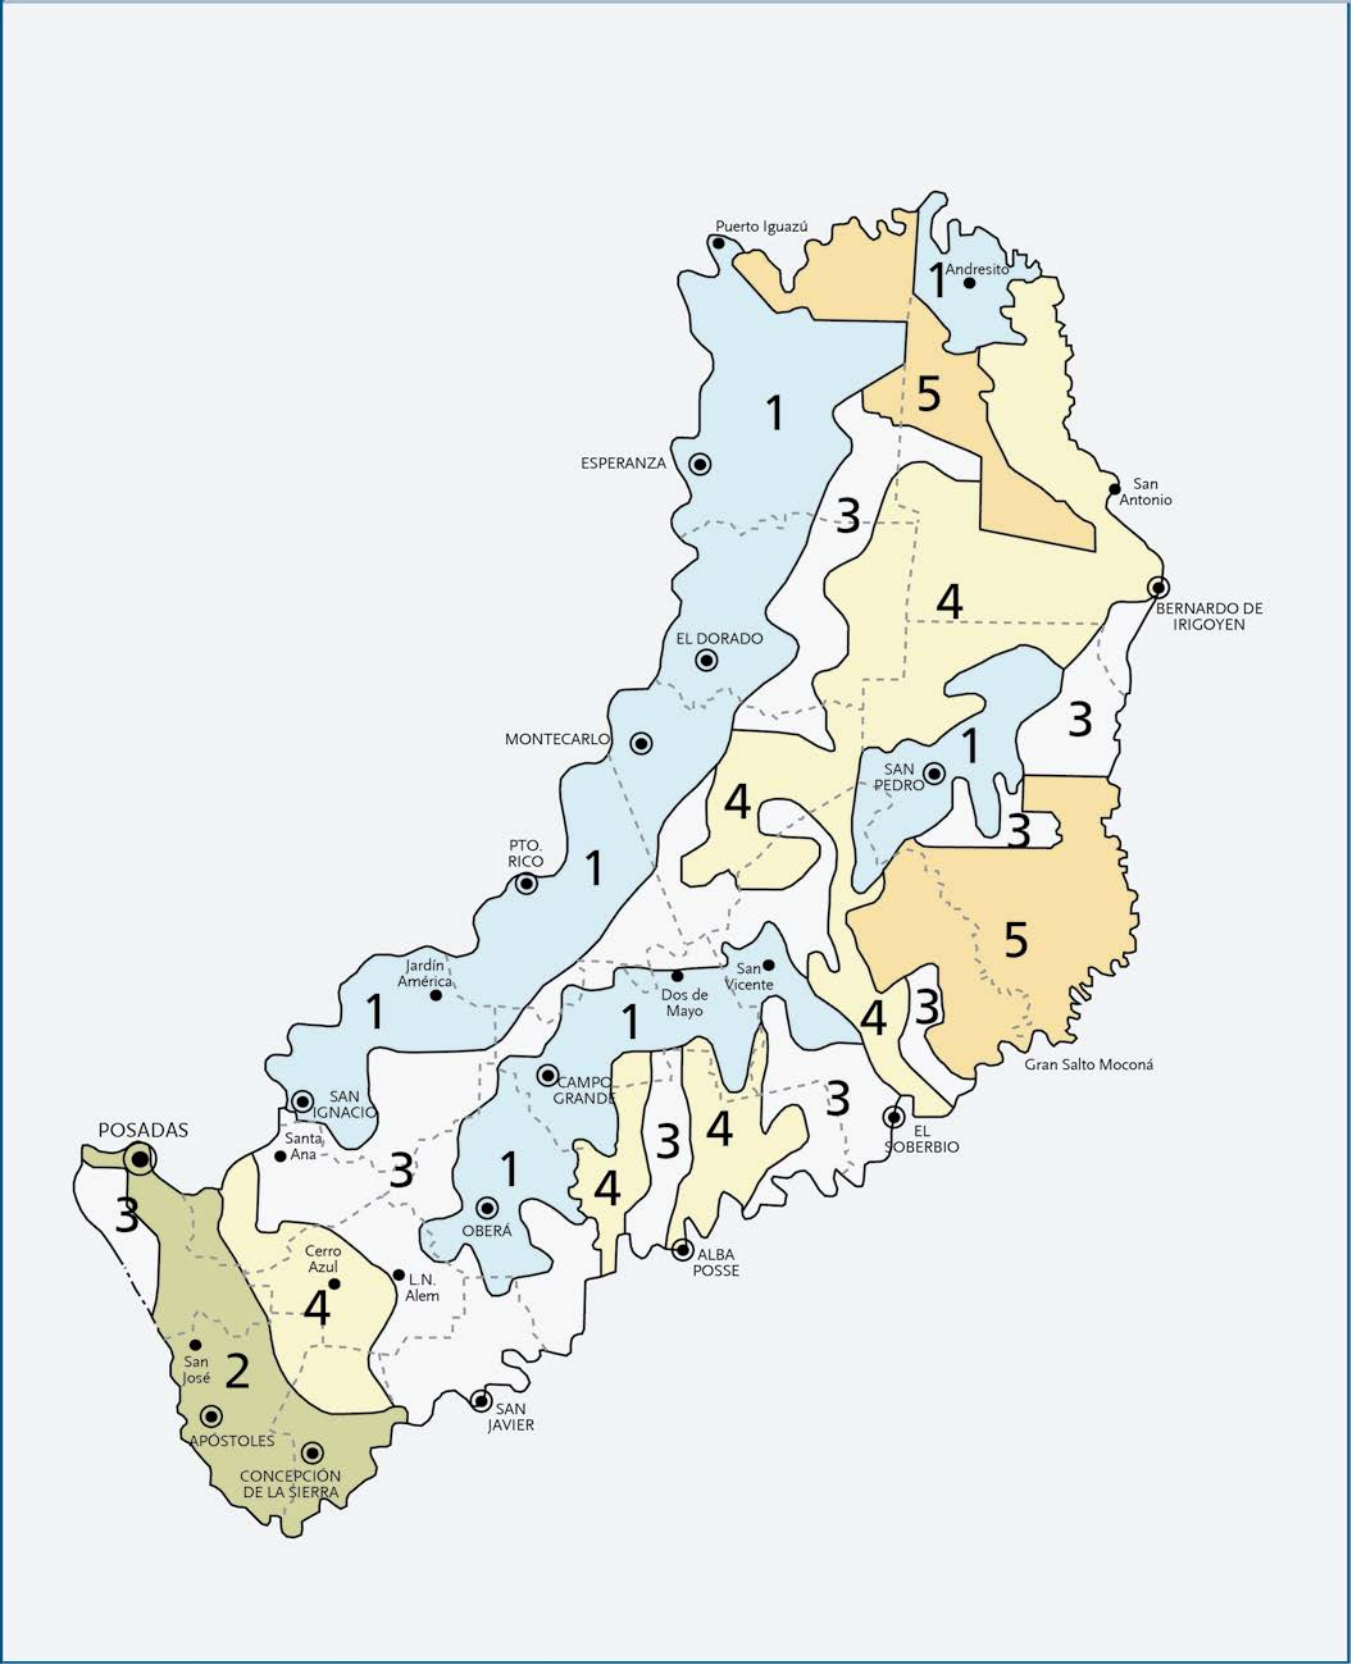 Puerto Iguazú
1
Andresito
5
1
ESPERANZA
San
Antonio
3
4
BERNARDO DE
IRIGOYEN
EL DORADO
3
MONTECARLO
1
SAN
PEDRO
4
3
PTO.
RICO
1
5
Jardín
América
San
Vicente
Dos de
Mayo
1
1
4
3
Gran Salto Moconá
CAMPO
GRANDE
SAN
IGNACIO
3
POSADAS
4
3
EL
SOBERBIO
Santa
Ana
3
1
4
3
OBERÁ
Cerro
Azul
ALBA
POSSE
L.N.
Alem
4
San
José
2
SAN
JAVIER
APÓSTOLES
CONCEPCIÓN
DE LA SIERRA